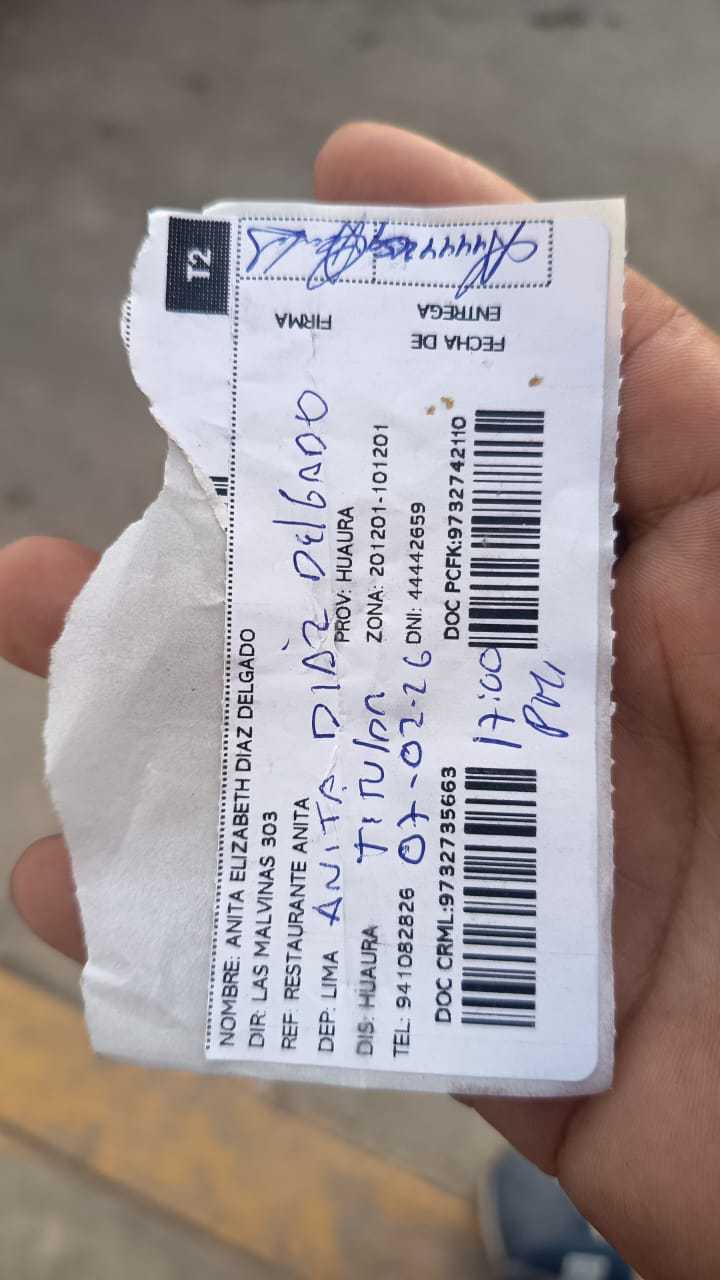 T2
NOMBRE: ANITA ELIZABETH DIAZ DELGADO
DIR: LAS MALVINAS 303
REF: RESTAURANTE ANITA
DEP: LIMA
PROV: HUAURA
DIS: HUAURA
ZONA: 201201-101201
TEL: 941082826
DNI: 44442659
ANITA DIAZ DELGADO
TITULAR
07-02-26
17:00
PM
DOC CRML:9732735663
DOC PCFK:9732742110
FIRMA
FECHA DE
ENTREGA